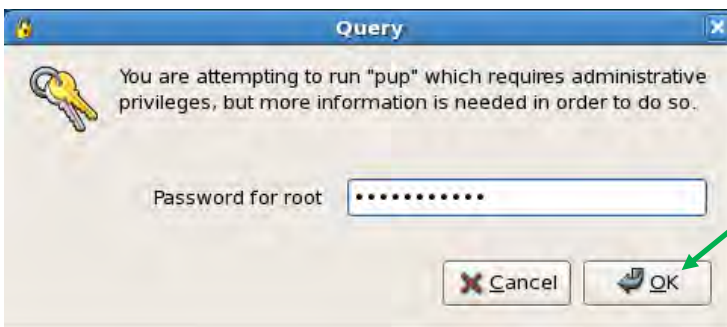 Query
You are attempting to run "pup" which requires administrative
privileges, but more information is needed in order to do so.
Password for root •••••••••••
Cancel OK